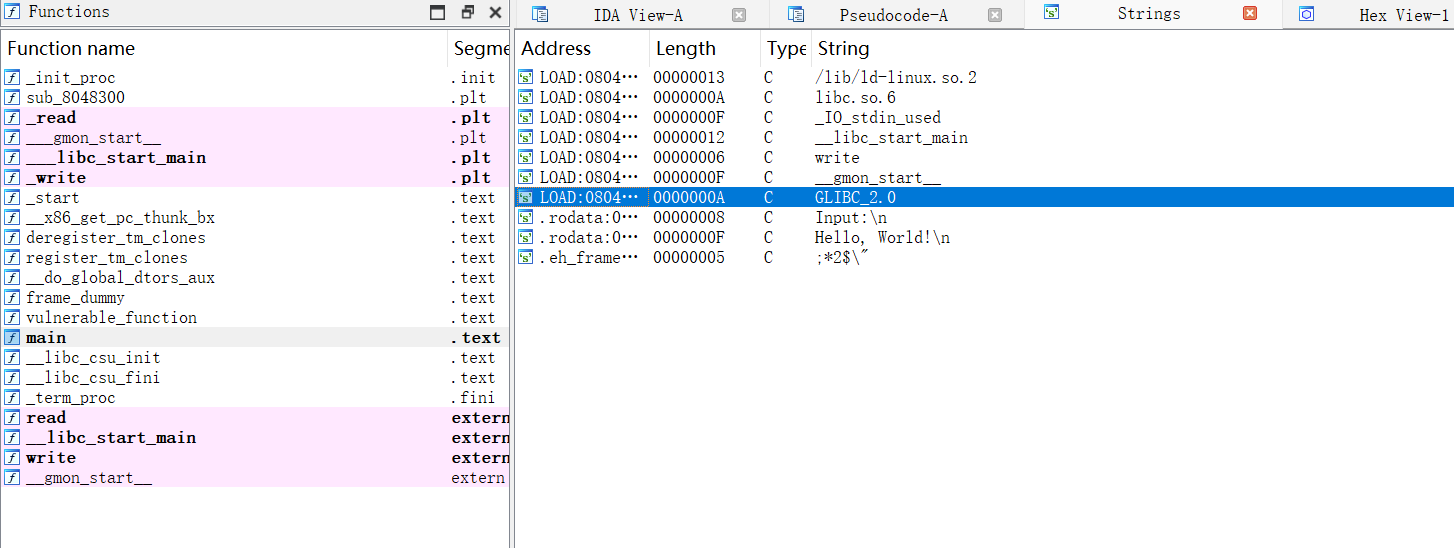 Functions
IDA View-A Pseudocode-A Strings Hex View-1
Function name Segme
_init_proc .init
sub_8048300 .plt
_read .plt
___gmon_start__ .plt
___libc_start_main .plt
_write .plt
_start .text
__x86_get_pc_thunk_bx .text
deregister_tm_clones .text
register_tm_clones .text
__do_global_dtors_aux .text
frame_dummy .text
vulnerable_function .text
main .text
__libc_csu_init .text
__libc_csu_fini .text
_term_proc .fini
read extern
__libc_start_main extern
write extern
__gmon_start__ extern
Address Length Type String
LOAD:0804… 00000013 C /lib/ld-linux.so.2
LOAD:0804… 0000000A C libc.so.6
LOAD:0804… 0000000F C _IO_stdin_used
LOAD:0804… 00000012 C __libc_start_main
LOAD:0804… 00000006 C write
LOAD:0804… 0000000F C __gmon_start__
LOAD:0804… 0000000A C GLIBC_2.0
.rodata:0… 00000008 C Input:\n
.rodata:0… 0000000F C Hello, World!\n
.eh_frame… 00000005 C ;*2$\"